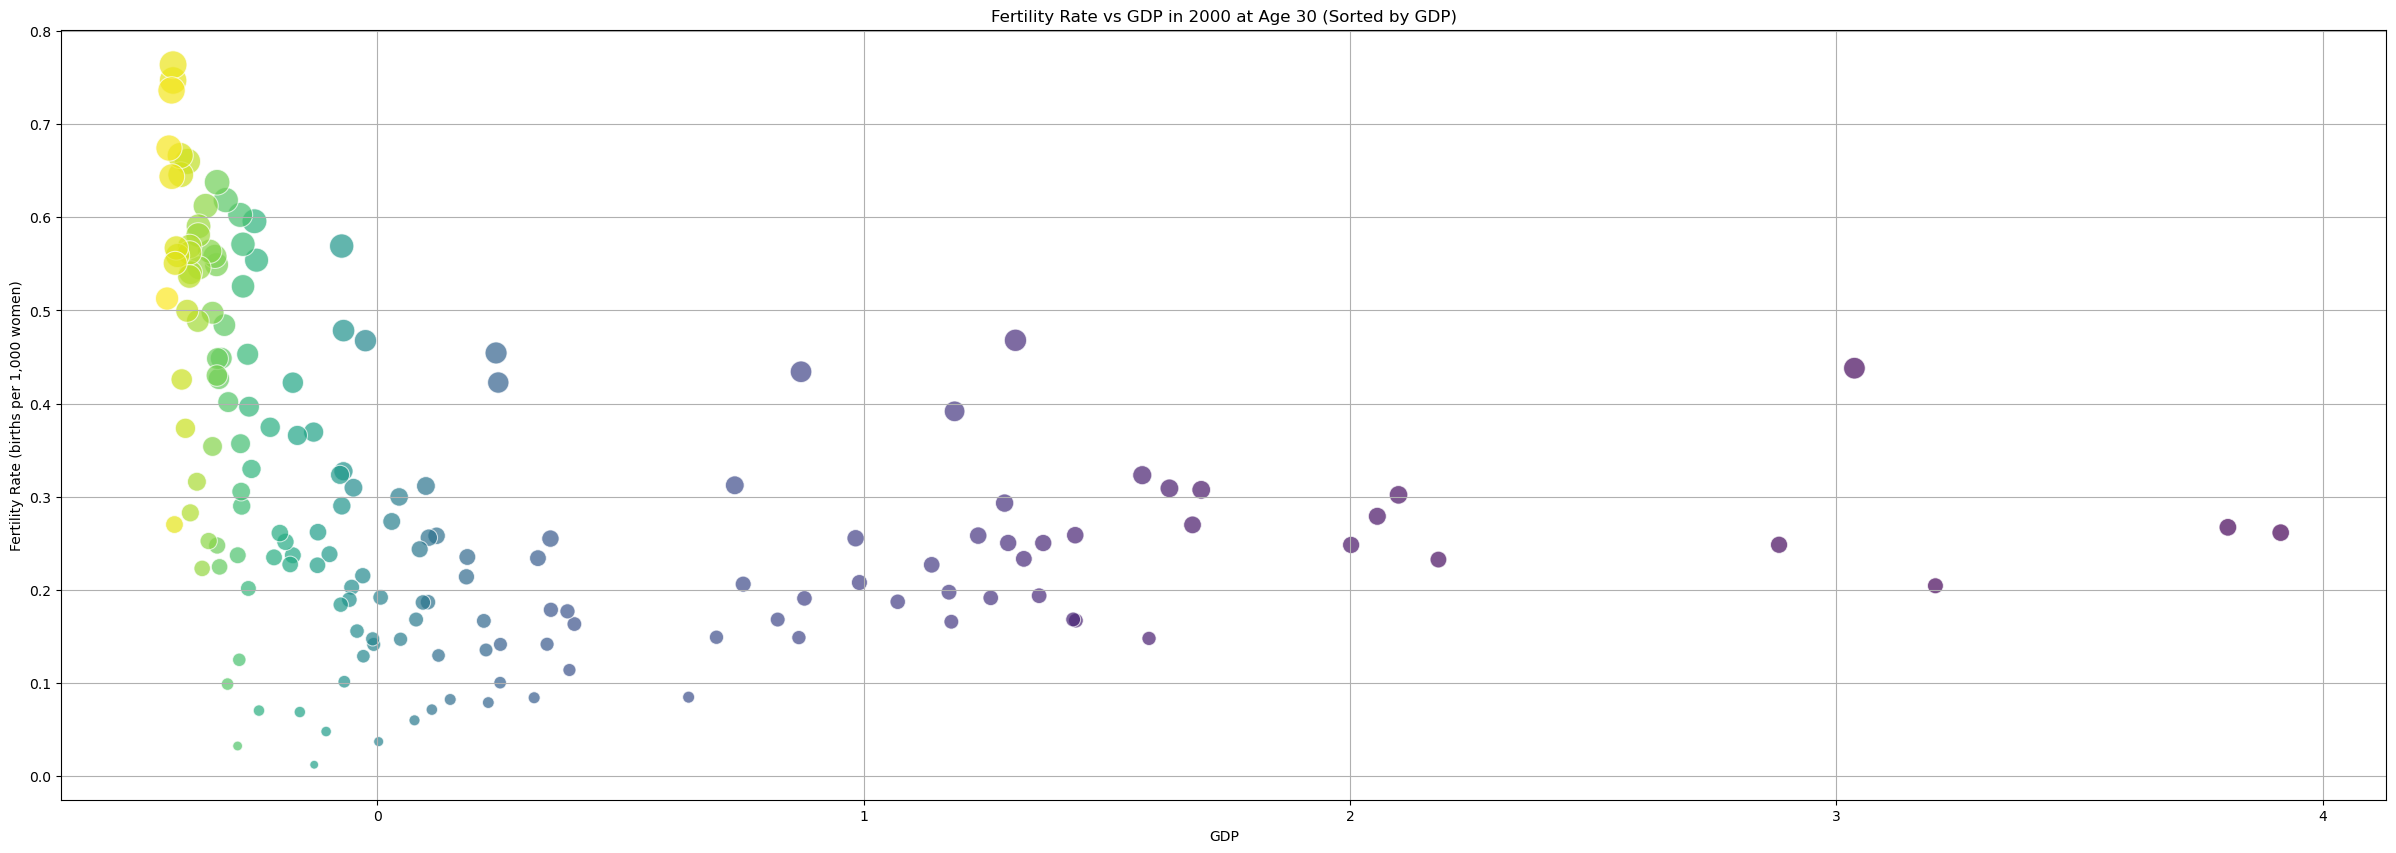 Fertility Rate vs GDP in 2000 at Age 30 (Sorted by GDP)
Fertility Rate (births per 1,000 women)
0.8
0.7
0.6
0.5
0.4
0.3
0.2
0.1
0.0
0 1 2 3 4
GDP